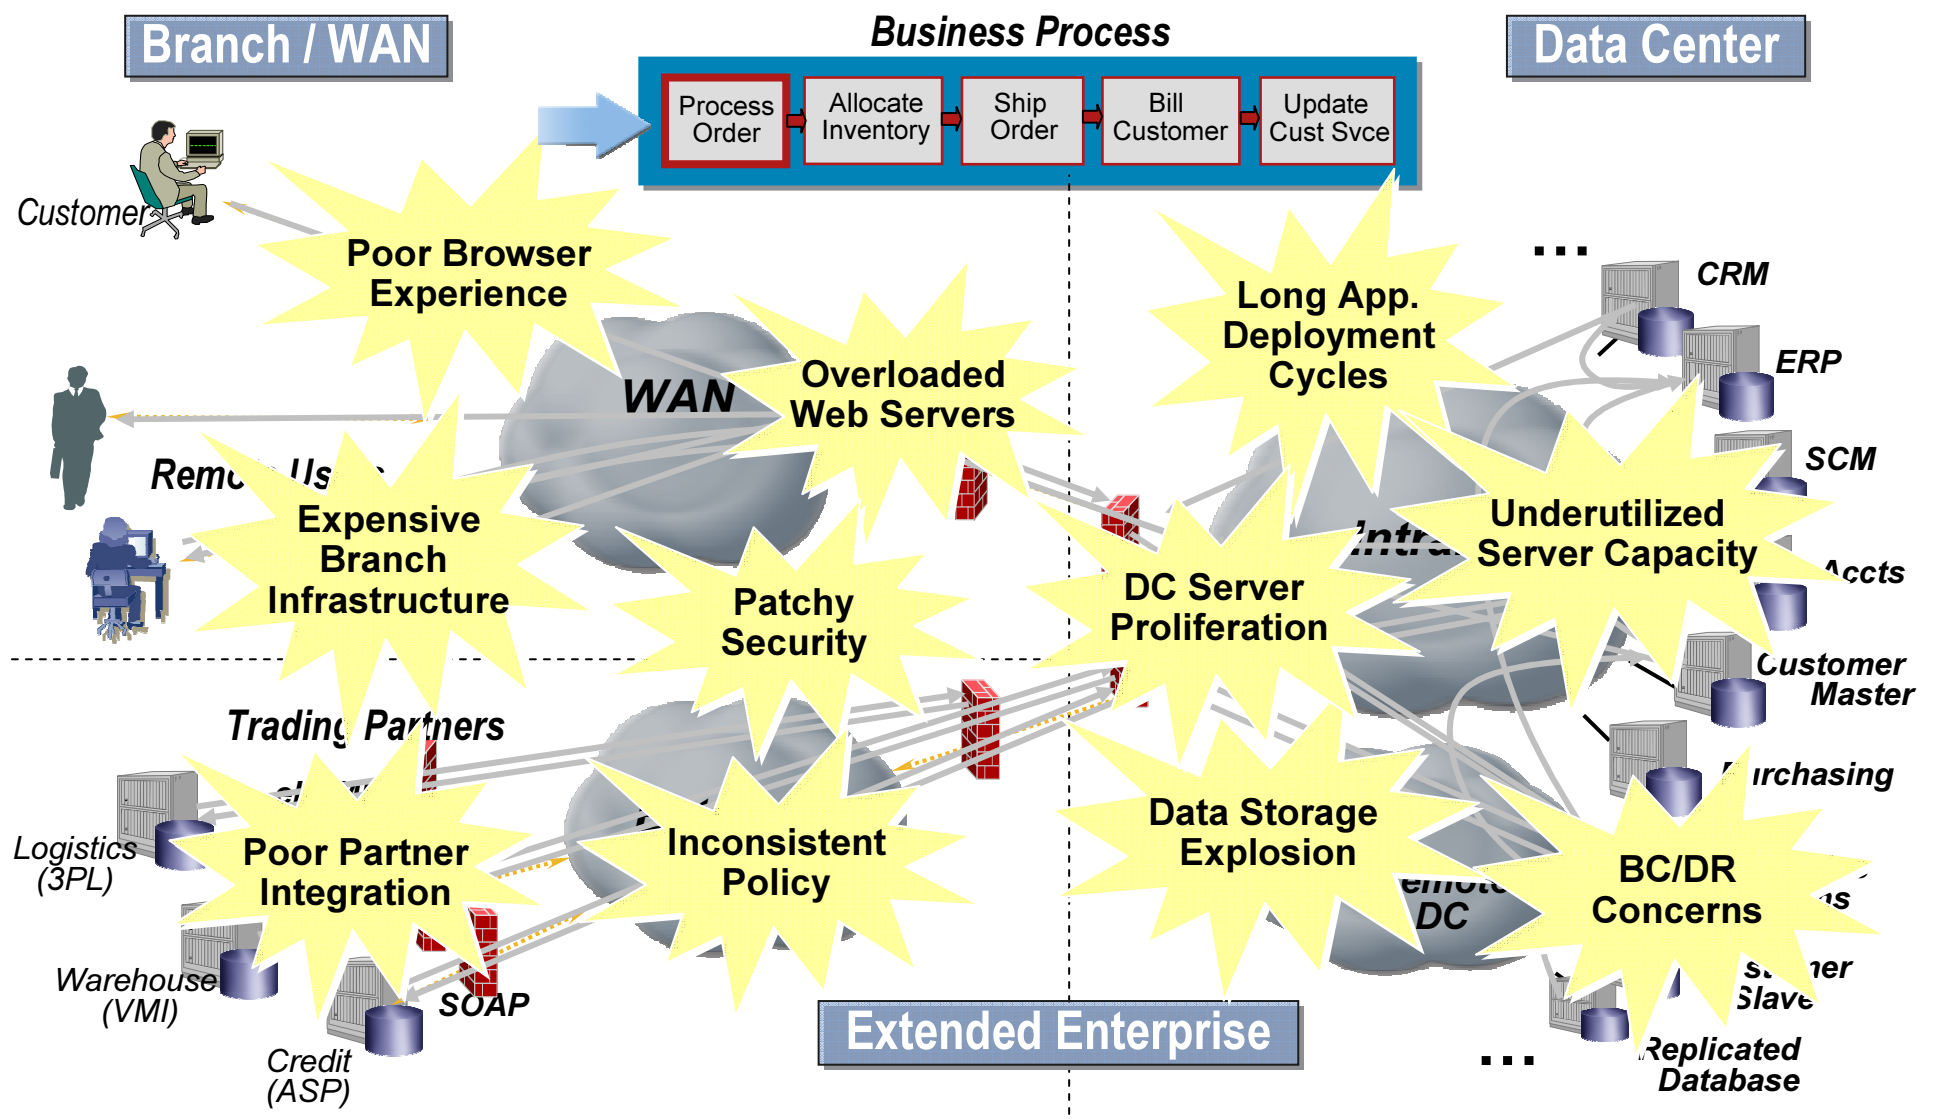 Branch / WAN
Business Process
Data Center
Process
Order
Allocate
Inventory
Ship
Order
Bill
Customer
Update
Cust Svce
Customer
Poor Browser
Experience
WAN
Overloaded
Web Servers
Long App.
Deployment
Cycles
...
CRM
ERP
SCM
Accts
Underutilized
Server Capacity
Expensive
Branch
Infrastructure
Patchy
Security
DC Server
Proliferation
Customer
Master
Trading Partners
Purchasing
Logistics
(3PL)
Poor Partner
Integration
Inconsistent
Policy
Data Storage
Explosion
DC
BC/DR
Concerns
Warehouse
(VMI)
SOAP
Slave
Credit
(ASP)
Extended Enterprise
...
Replicated
Database